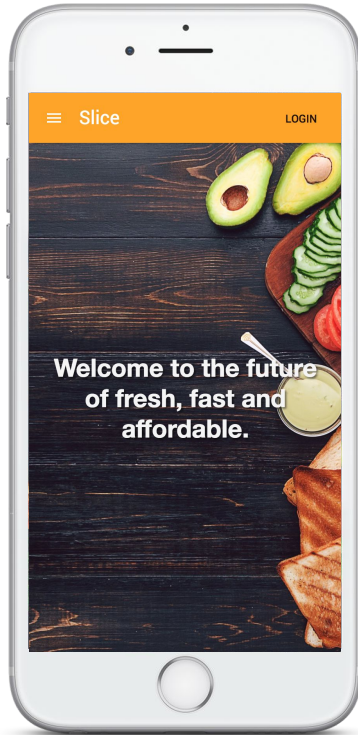 Slice
LOGIN
Welcome to the future
of fresh, fast and
affordable.